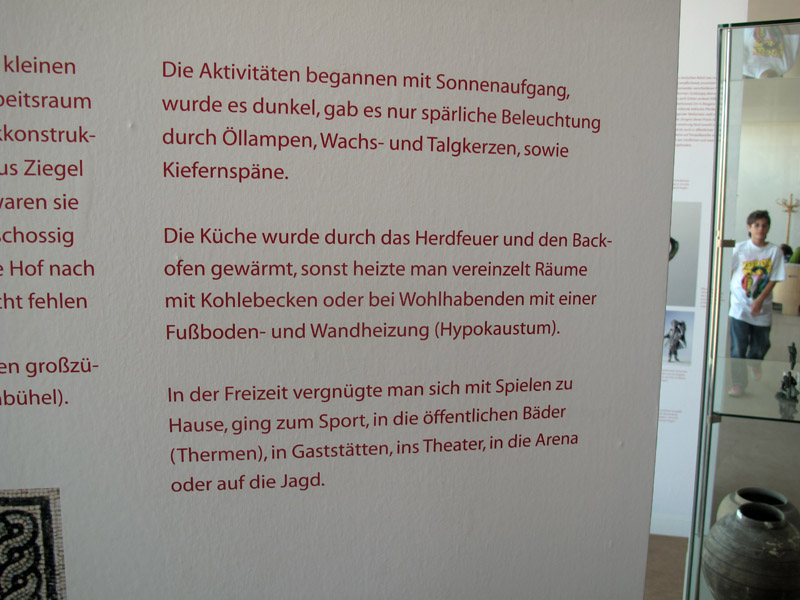 kleinen
beitsraum
kkonstruk-
us Ziegel
waren sie
schossig
e Hof nach
cht fehlen
en großzü-
bühel).
Die Aktivitäten begannen mit Sonnenaufgang,
wurde es dunkel, gab es nur spärliche Beleuchtung
durch Öllampen, Wachs- und Talgkerzen, sowie
Kiefernspäne.
Die Küche wurde durch das Herdfeuer und den Back-
ofen gewärmt, sonst heizte man vereinzelt Räume
mit Kohlebecken oder bei Wohlhabenden mit einer
Fußboden- und Wandheizung (Hypokaustum).
In der Freizeit vergnügte man sich mit Spielen zu
Hause, ging zum Sport, in die öffentlichen Bäder
(Thermen), in Gaststätten, ins Theater, in die Arena
oder auf die Jagd.